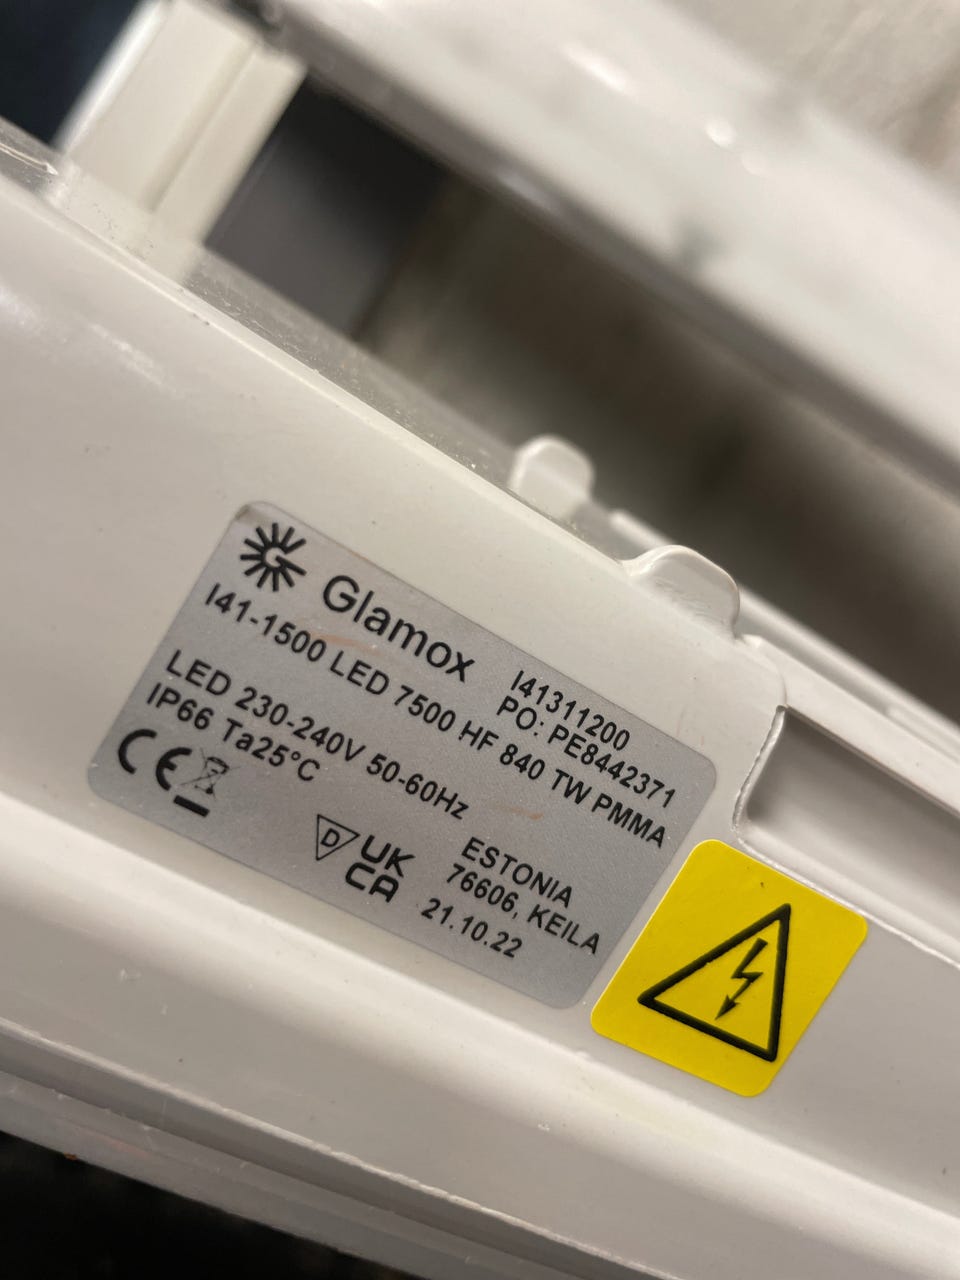 G Glamox
I41311200
PO: PE8442371
I41-1500 LED 7500 HF 840 TW PMMA
LED 230-240V 50-60Hz
IP66 Ta25°C
CE
D
UK
CA
ESTONIA
76606, KEILA
21.10.22